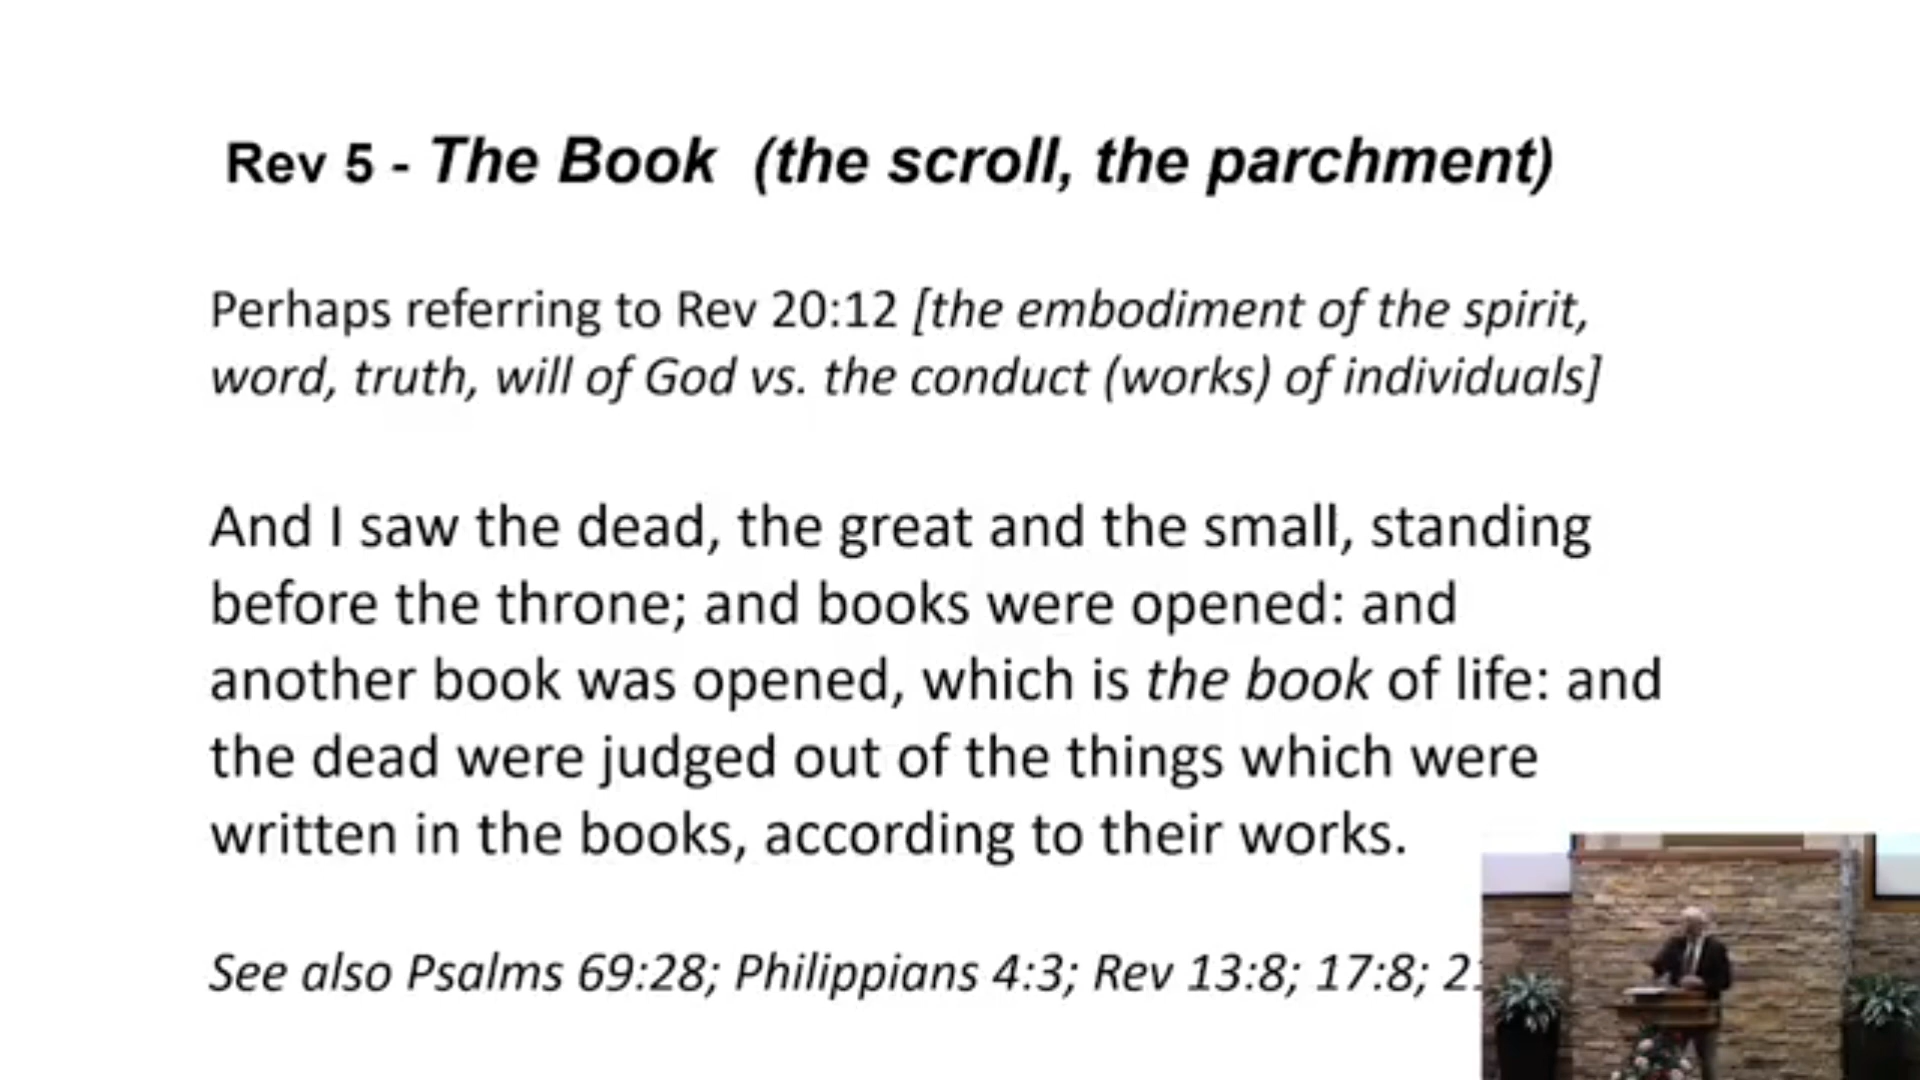 Rev 5 - The Book (the scroll, the parchment)
Perhaps referring to Rev 20:12 [the embodiment of the spirit,
word, truth, will of God vs. the conduct (works) of individuals]
And I saw the dead, the great and the small, standing
before the throne; and books were opened: and
another book was opened, which is the book of life: and
the dead were judged out of the things which were
written in the books, according to their works.
See also Psalms 69:28; Philippians 4:3; Rev 13:8; 17:8;